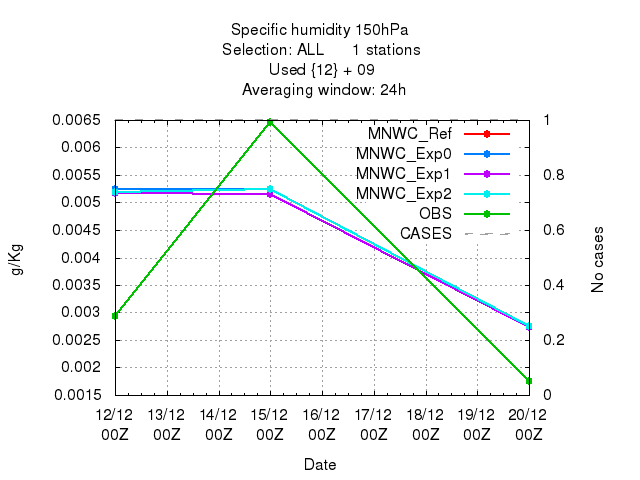 Specific humidity 150hPa
Selection: ALL 1 stations
Used {12} + 09
Averaging window: 24h
0.0065
0.006
0.0055
0.005
0.0045
0.004
0.0035
0.003
0.0025
0.002
0.0015
g/Kg
MNWC_Ref
MNWC_Exp0
MNWC_Exp1
MNWC_Exp2
OBS
CASES
1
0.8
0.6
0.4
0.2
0
No cases
12/12 13/12 14/12 15/12 16/12 17/12 18/12 19/12 20/12
00Z 00Z 00Z 00Z 00Z 00Z 00Z 00Z 00Z
Date